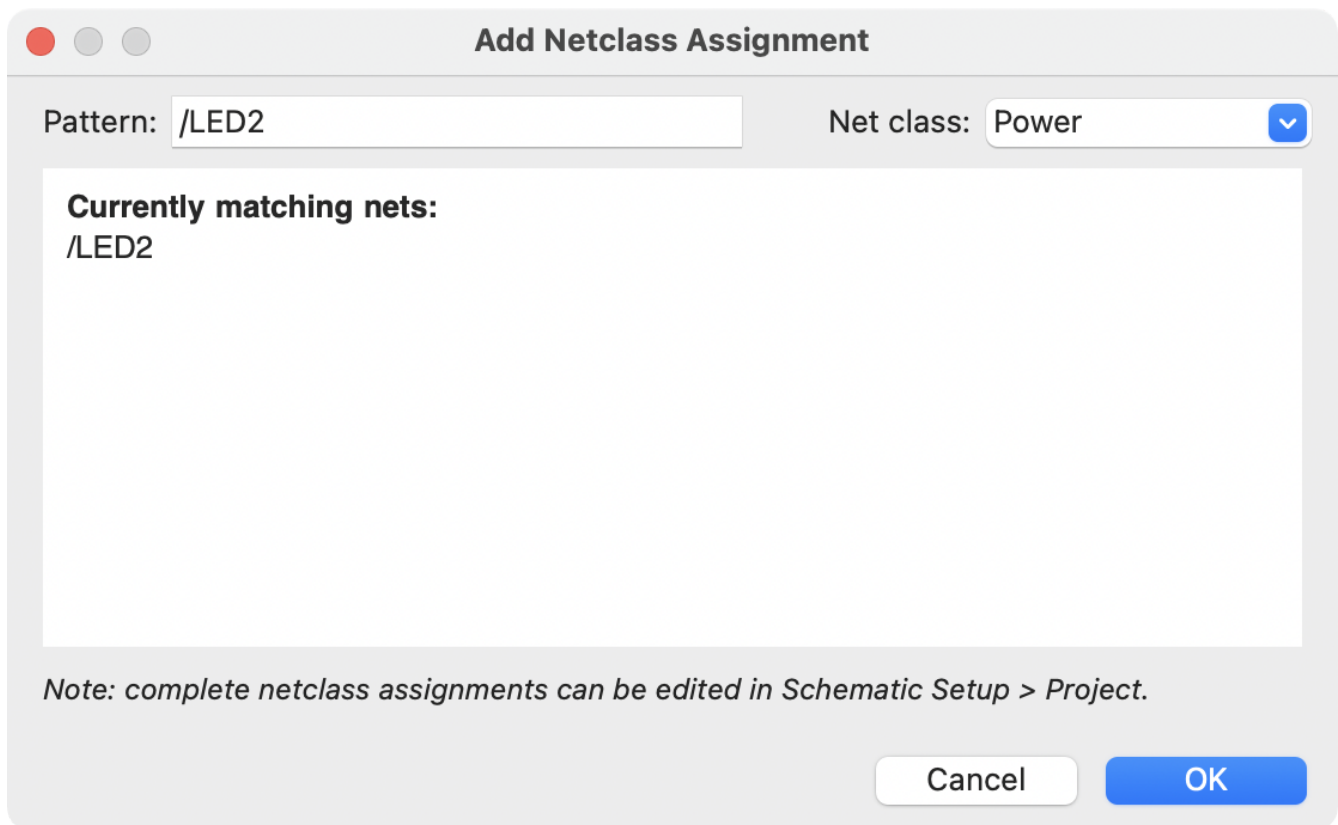 Add Netclass Assignment
Pattern: /LED2 Net class: Power
Currently matching nets:
/LED2
Note: complete netclass assignments can be edited in Schematic Setup > Project.
Cancel OK